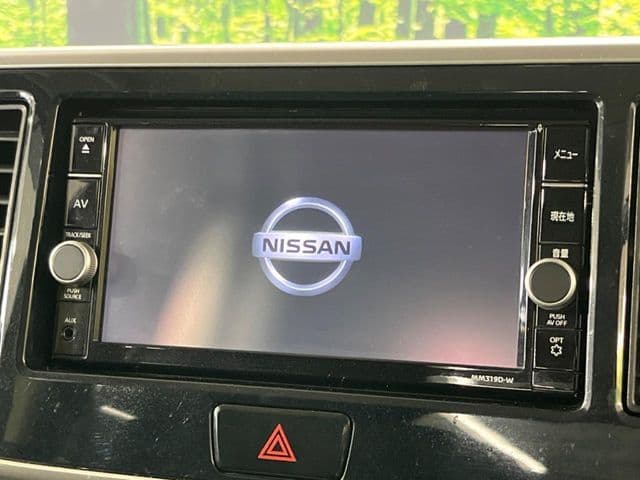 OPEN
AV
TRACK/SEEK
PUSH
SOURCE
AUX
NISSAN
メニュー
現在地
音量
PUSH
AV OFF
OPT
MM319D-W